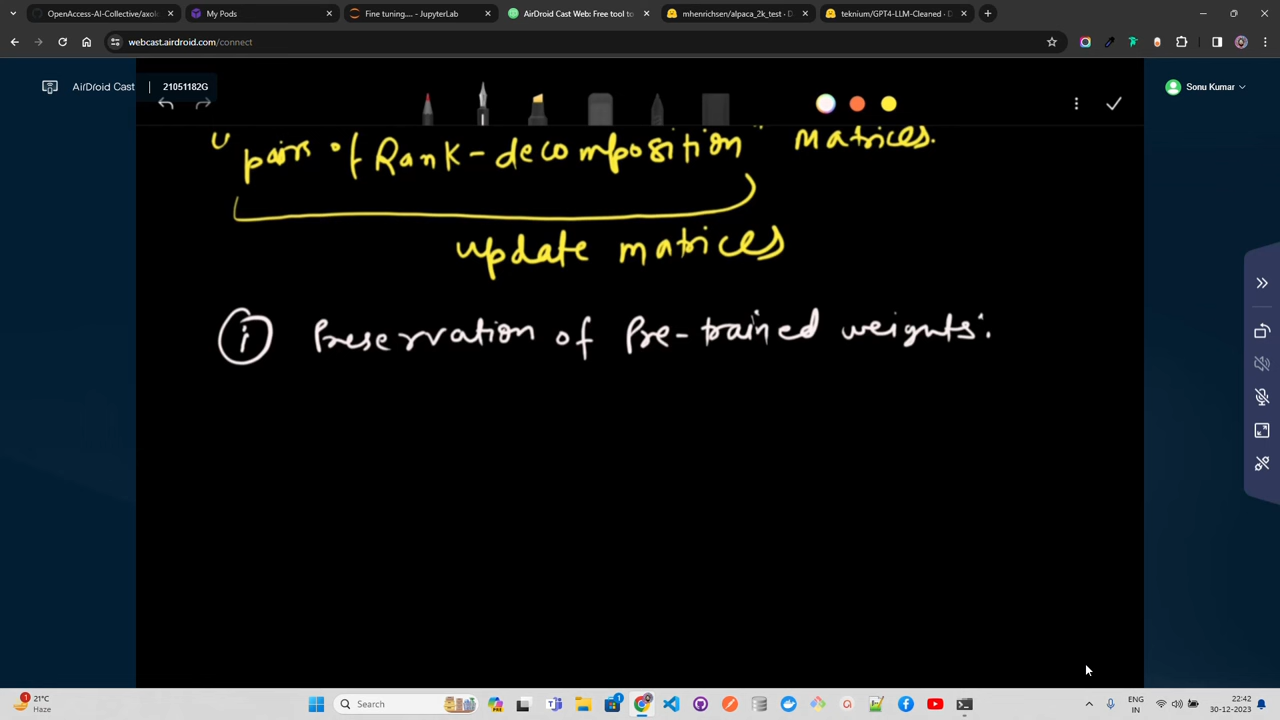 OpenAccess-AI-Collective/axol
My Pods
Fine tuning.... - JupyterLab
AirDroid Cast Web: Free tool to
mhenrichsen/alpaca_2k_test · D
teknium/GPT4-LLM-Cleaned · D
webcast.airdroid.com/connect
AirDroid Cast
21051182G
Sonu Kumar
"pairs of Rank-decomposition" Matrices.
update matrices
i Preservation of Pre-trained weights:
1
21°C
Haze
Search
1
ENG
IN
22:42
30-12-2023